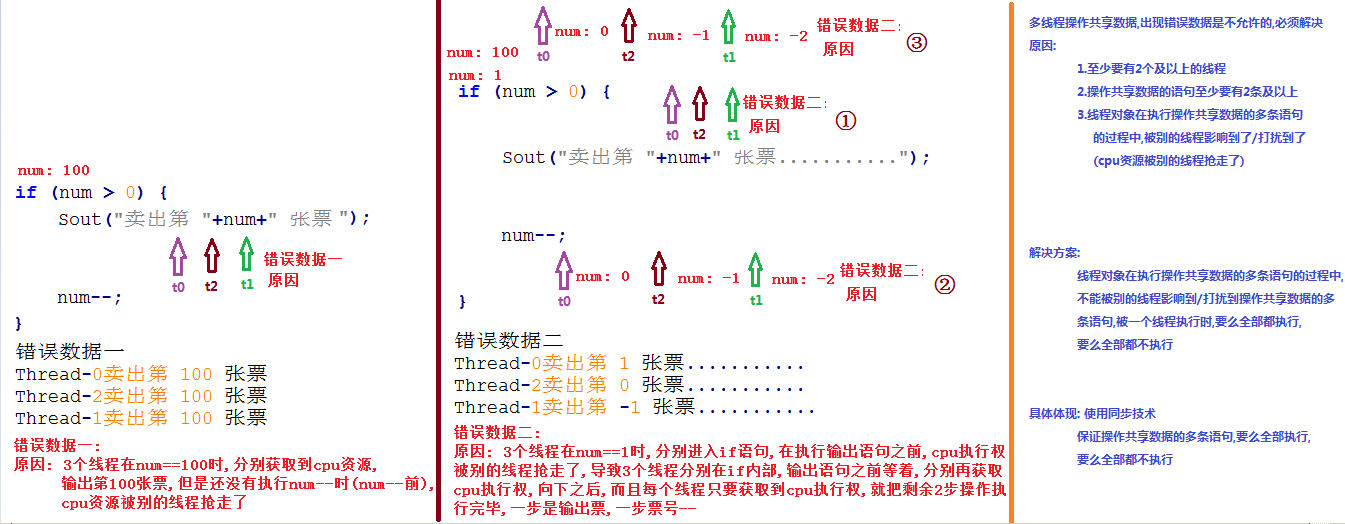 num: 100
if (num > 0) {
Sout("卖出第 "+num+" 张票 ");
t0 t2 t1
错误数据一
原因
num--;
}
错误数据一
Thread-0卖出第 100 张票
Thread-2卖出第 100 张票
Thread-1卖出第 100 张票
错误数据一:
原因: 3个线程在num==100时,分别获取到cpu资源,
输出第100张票,但是还没有执行num--时(num--前),
cpu资源被别的线程抢走了
num: 0 num: -1 num: -2 错误数据二: ③
原因
t0 t2 t1
num: 100
num: 1
if (num > 0) {
错误数据二: ①
原因
t0 t2 t1
Sout("卖出第 "+num+" 张票...........");
num--;
num: 0 num: -1 num: -2 错误数据二: ②
原因
t0 t2 t1
}
错误数据二
Thread-0卖出第 1 张票...........
Thread-2卖出第 0 张票...........
Thread-1卖出第 -1 张票...........
错误数据二:
原因: 3个线程在num==1时,分别进入if语句,在执行输出语句之前,cpu执行权
被别的线程抢走了,导致3个线程分别在if内部,输出语句之前等着,分别再获取
cpu执行权,向下之后,而且每个线程只要获取到cpu执行权,就把剩余2步操作执
行完毕,一步是输出票,一步票号--
多线程操作共享数据,出现错误数据是不允许的,必须解决
原因:
1.至少要有2个及以上的线程
2.操作共享数据的语句至少要有2条及以上
3.线程对象在执行操作共享数据的多条语句
的过程中,被别的线程影响到了/打扰到了
(cpu资源被别的线程抢走了)
解决方案:
线程对象在执行操作共享数据的多条语句的过程中,
不能被别的线程影响到/打扰到操作共享数据的多
条语句,被一个线程执行时,要么全部都执行,
要么全部都不执行
具体体现: 使用同步技术
保证操作共享数据的多条语句,要么全部执行,
要么全部都不执行